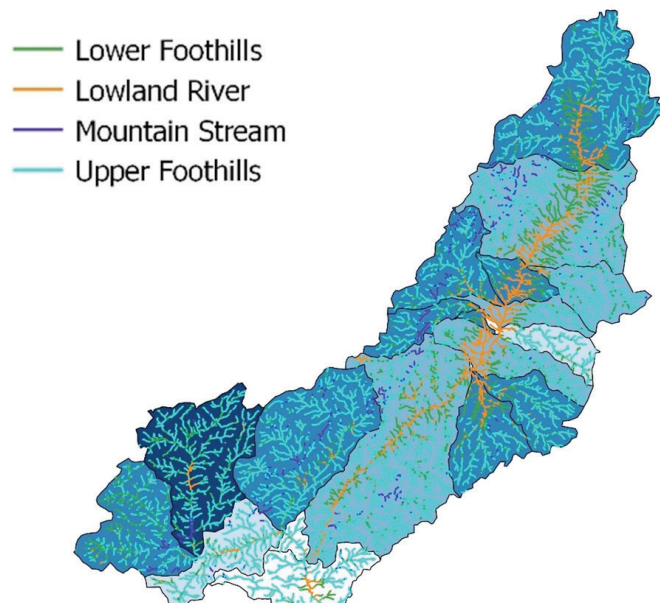 Lower Foothills
Lowland River
Mountain Stream
Upper Foothills